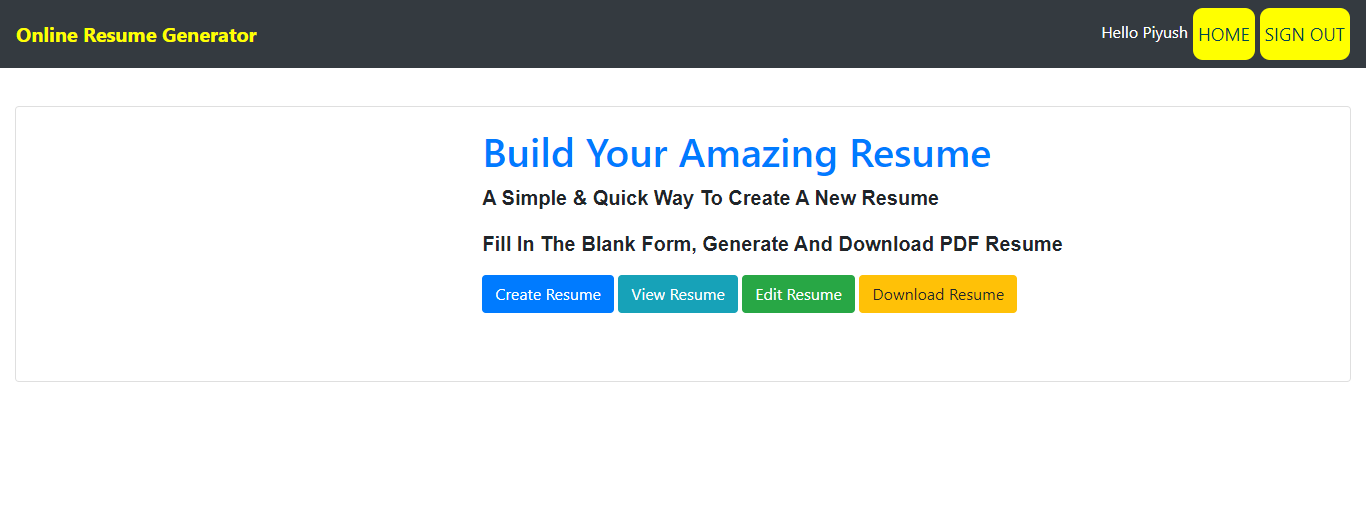 Online Resume Generator
Hello Piyush HOME SIGN OUT
Build Your Amazing Resume
A Simple & Quick Way To Create A New Resume
Fill In The Blank Form, Generate And Download PDF Resume
Create Resume View Resume Edit Resume Download Resume